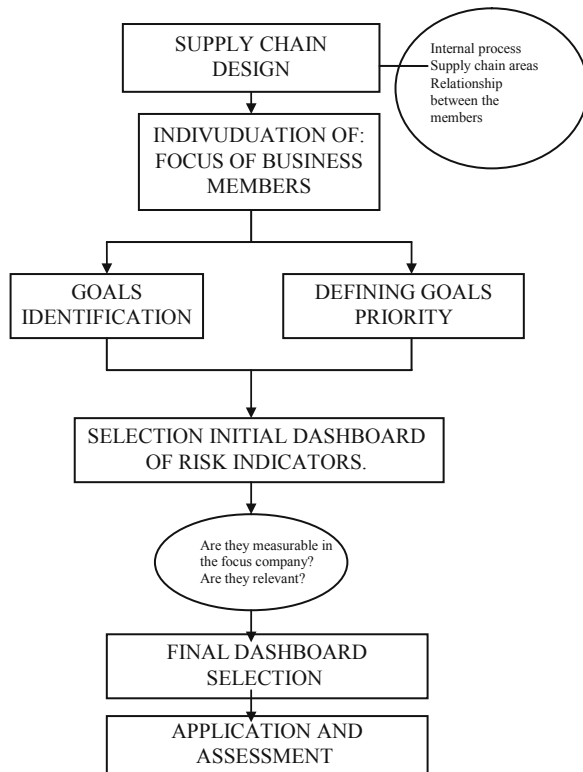 SUPPLY CHAIN
DESIGN
Internal process
Supply chain areas
Relationship
between the
members
INDIVUDUATION OF:
FOCUS OF BUSINESS
MEMBERS
GOALS
IDENTIFICATION
DEFINING GOALS
PRIORITY
SELECTION INITIAL DASHBOARD
OF RISK INDICATORS.
Are they measurable in
the focus company?
Are they relevant?
FINAL DASHBOARD
SELECTION
APPLICATION AND
ASSESSMENT